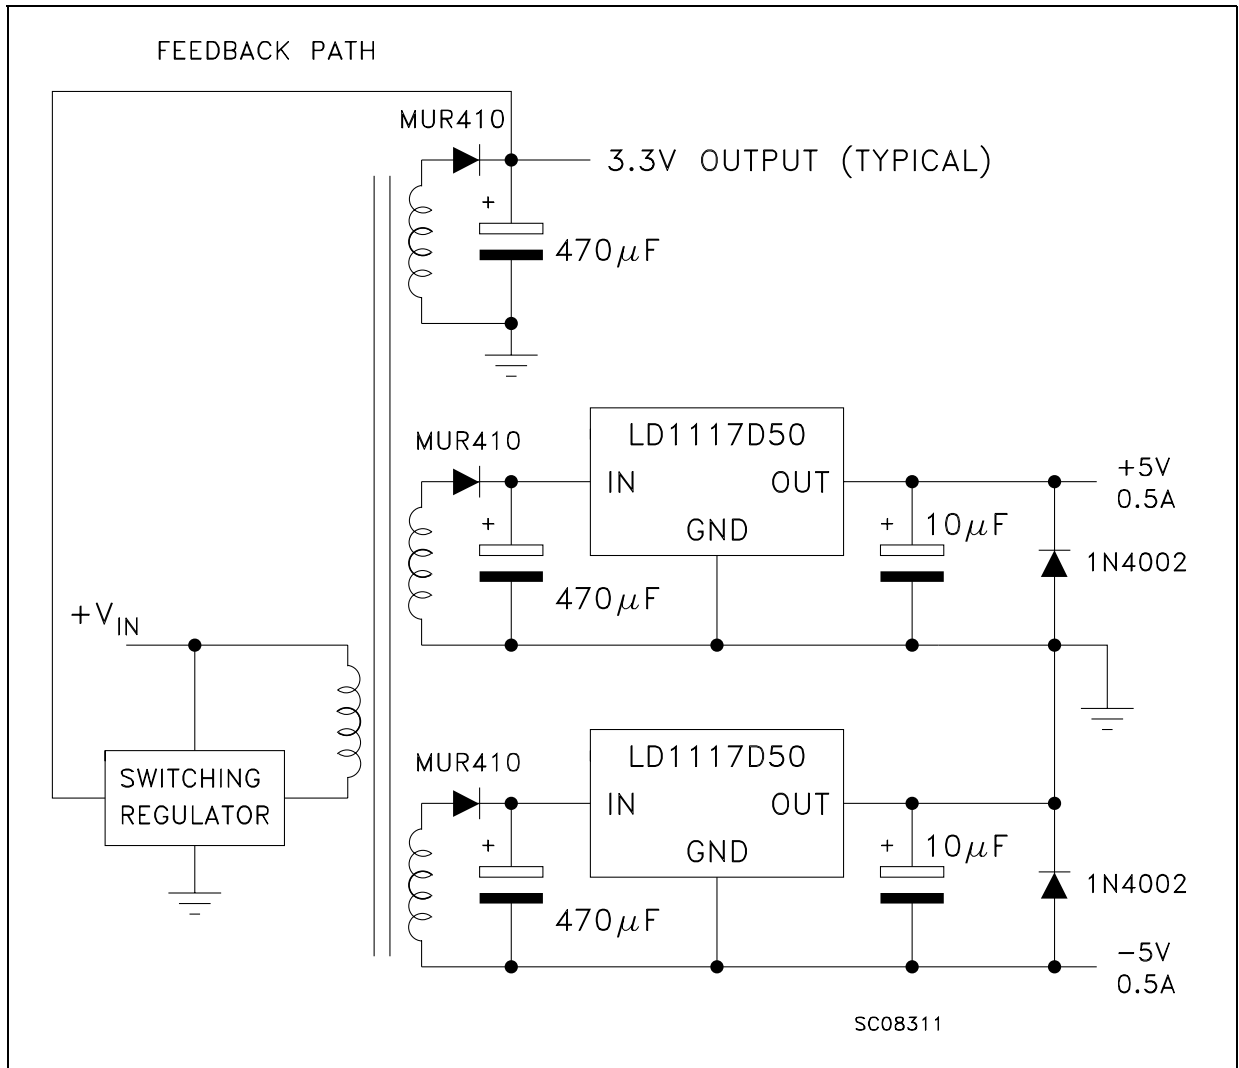 FEEDBACK PATH
MUR410
3.3V OUTPUT (TYPICAL)
+
470μF
MUR410
LD1117D50
IN
OUT
GND
+
470μF
+
10μF
+5V
0.5A
1N4002
+VIN
SWITCHING
REGULATOR
MUR410
LD1117D50
IN
OUT
GND
+
470μF
+
10μF
1N4002
−5V
0.5A
SC08311